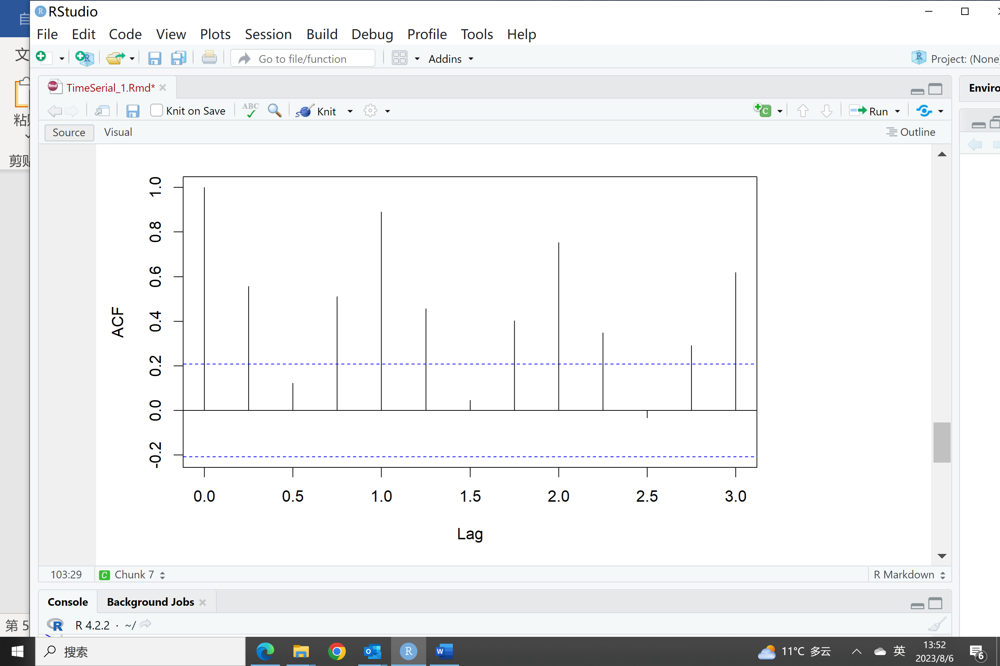 自
RStudio
File Edit Code View Plots Session Build Debug Profile Tools Help
文
Go to file/function Addins Project: (None)
TimeSerial_1.Rmd*
Enviro
Knit on Save ABC Knit Run
粘贴
Source Visual Outline
剪贴
1.0
0.8
0.6
0.4
0.2
0.0
-0.2
ACF
0.0 0.5 1.0 1.5 2.0 2.5 3.0
Lag
103:29 C Chunk 7 R Markdown
Console Background Jobs
第 5
R 4.2.2 · ~/
搜索
11°C 多云 英 13:52
2023/8/6
6